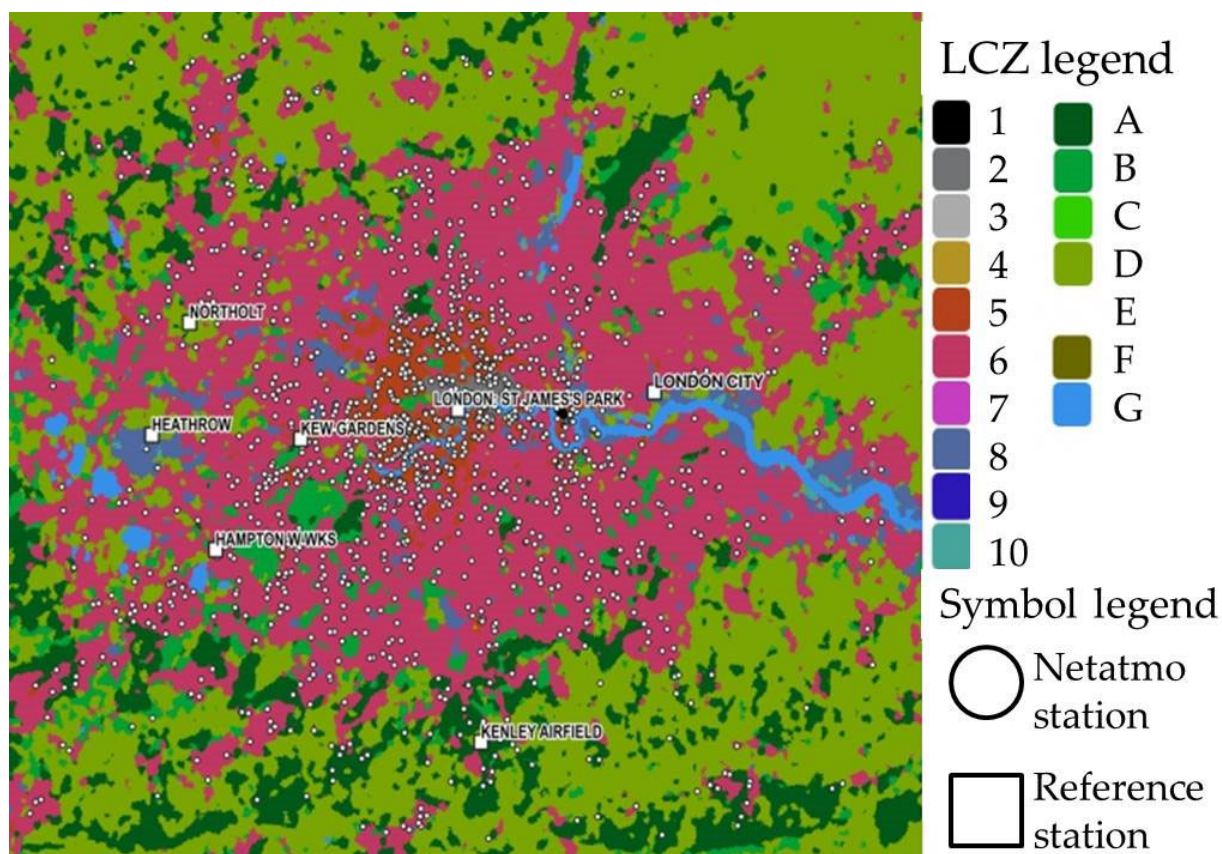 NORTHOLT
LONDON CITY
LONDON: ST JAMES'S PARK
HEATHROW
KEW GARDENS
HAMPTON W WKS
KENLEY AIRFIELD
LCZ legend
1 A
2 B
3 C
4 D
5 E
6 F
7 G
8
9
10
Symbol legend
Netatmo
station
Reference
station